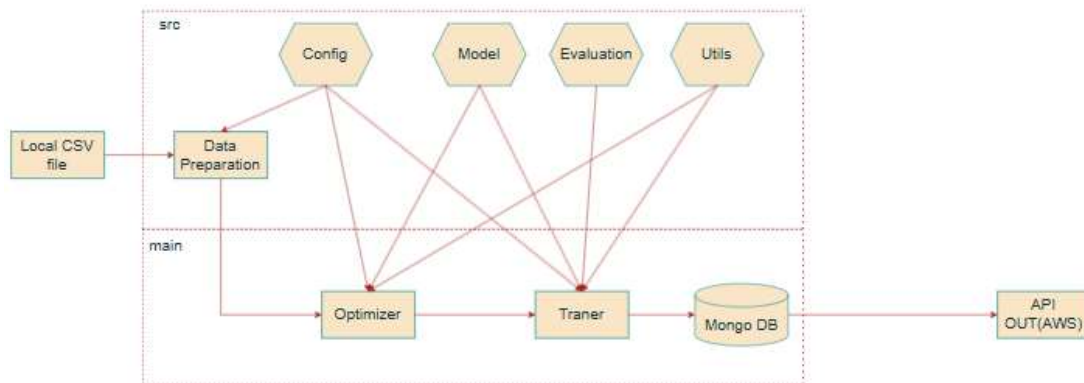 src
Config
Model
Evaluation
Utils
Local CSV
file
Data
Preparation
main
Optimizer
Traner
Mongo DB
API
OUT(AWS)